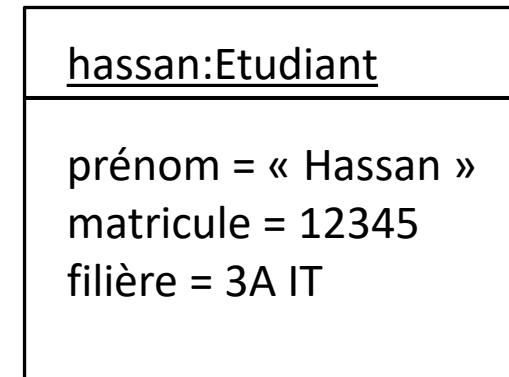 hassan:Etudiant
prénom = « Hassan »
matricule = 12345
filière = 3A IT